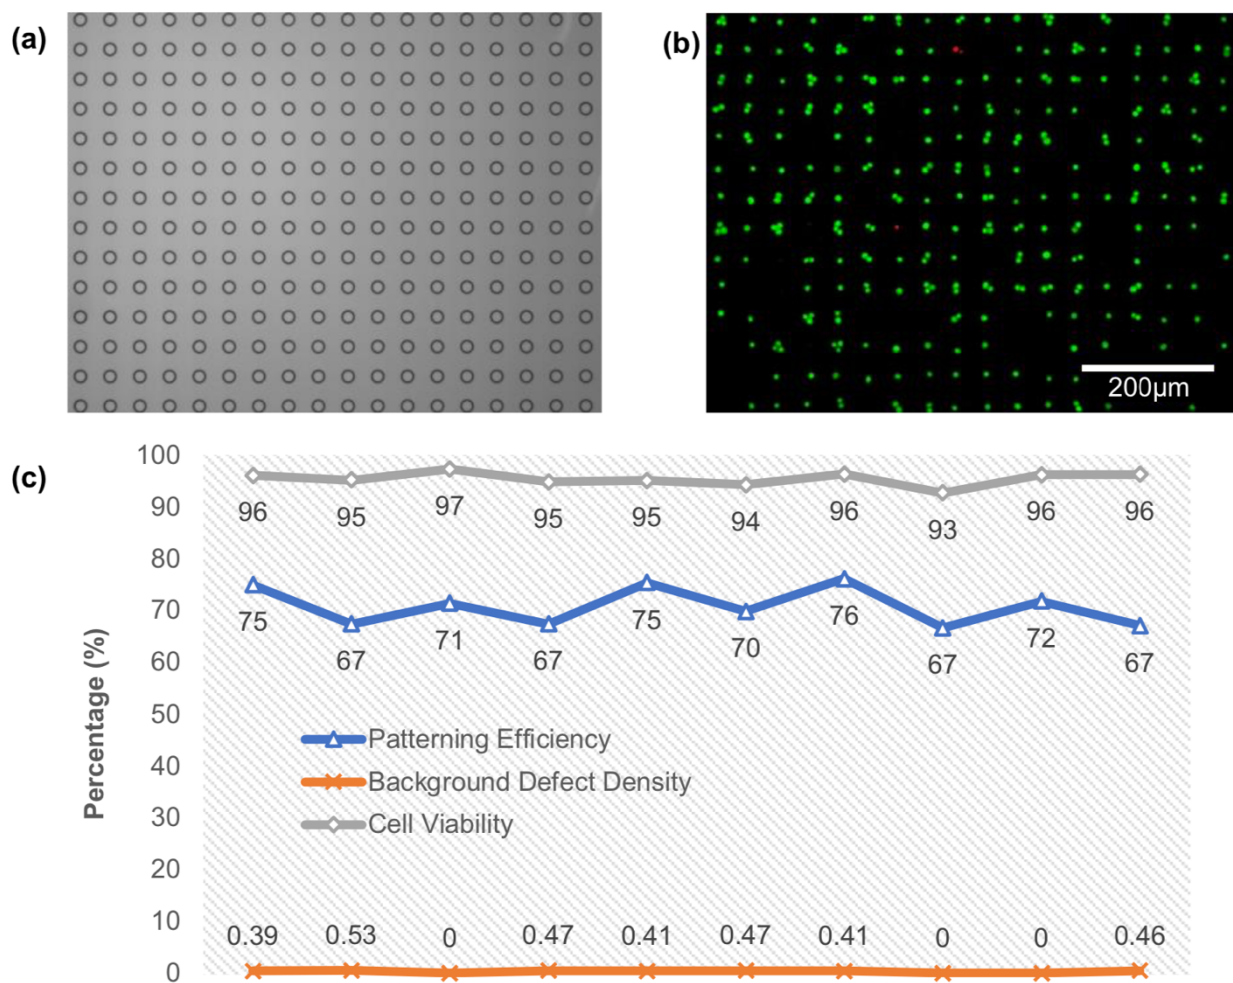 (a)
(b)
200μm
(c)
100
90
80
70
60
50
40
30
20
10
0
Percentage (%)
96 95 97 95 95 94 96 93 96 96
75 67 71 67 75 70 76 67 72 67
Patterning Efficiency
Background Defect Density
Cell Viability
0.39 0.53 0 0.47 0.41 0.47 0.41 0 0 0.46